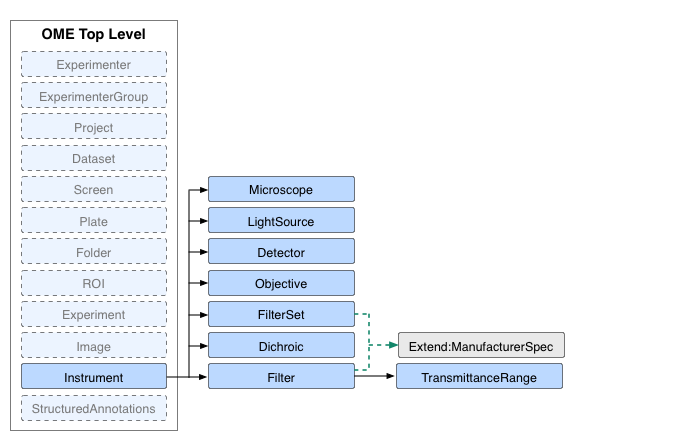 OME Top Level
Experimenter
ExperimenterGroup
Project
Dataset
Screen
Plate
Folder
ROI
Experiment
Image
Instrument
StructuredAnnotations
Microscope
LightSource
Detector
Objective
FilterSet
Dichroic
Filter
Extend:ManufacturerSpec
TransmittanceRange